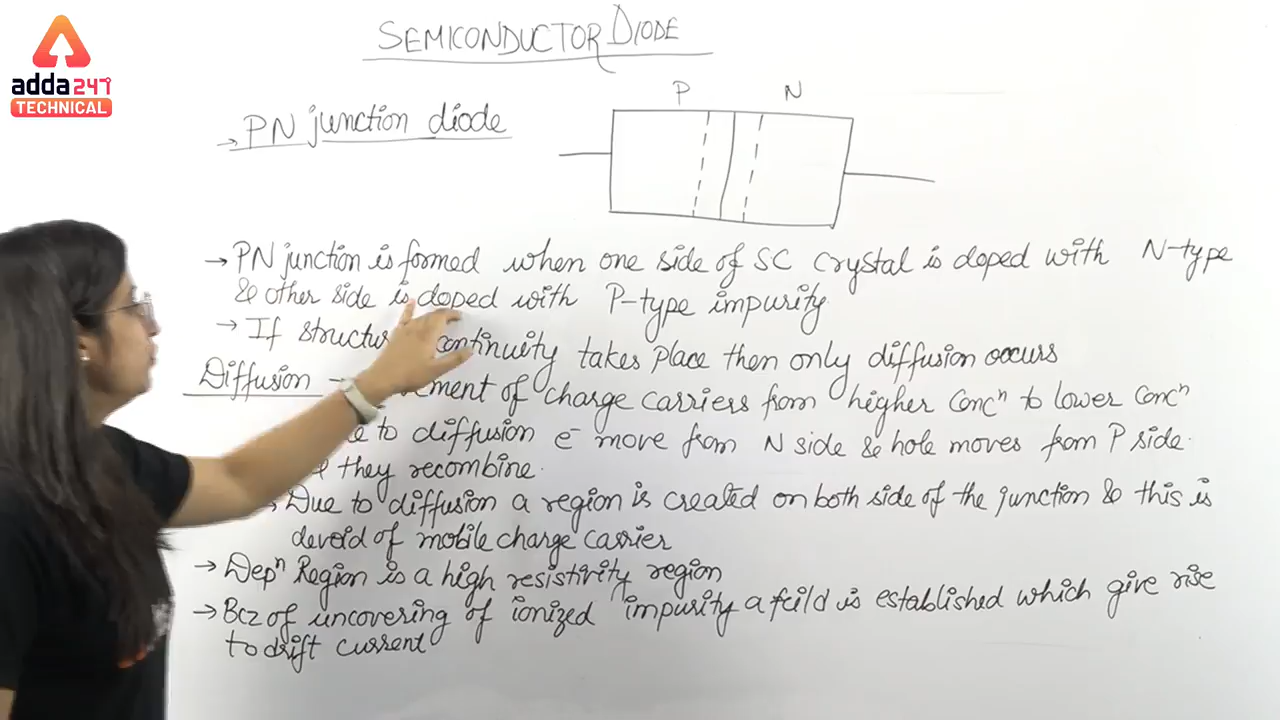 adda247
TECHNICAL
SEMICONDUCTOR DIODE
P N
→ PN junction diode
→ PN junction is formed when one side of SC crystal is doped with N-type
& other side is doped with P-type impurity
→ If continuity takes place then only diffusion occurs
Diffusion → of charge carriers from higher Concⁿ to lower Concⁿ
to diffusion e⁻ move from N side & hole moves from P side.
they recombine.
Due to diffusion a region is created on both side of the junction & this is
devoid of mobile charge carrier
→ Depⁿ Region is a high resistivity region
→ Bcz of uncovering of ionized impurity a feild is established which give rise
to drift current